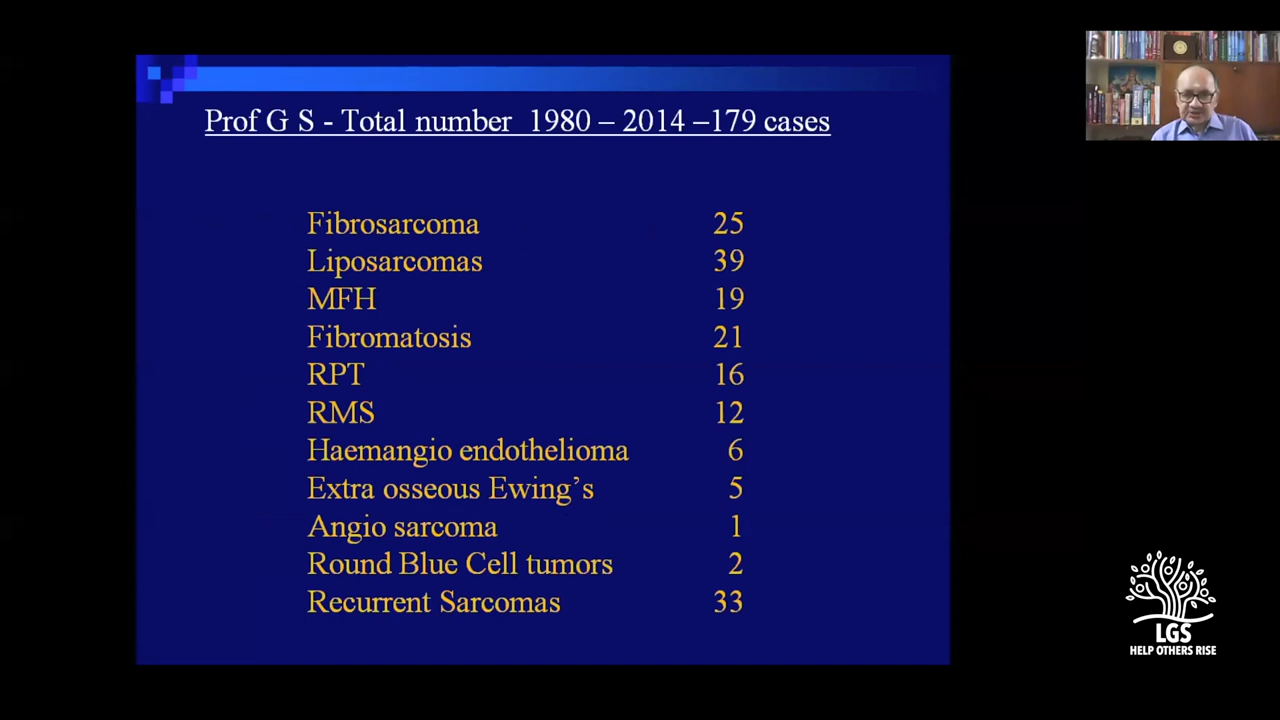 Prof G S - Total number 1980 – 2014 –179 cases
Fibrosarcoma 25
Liposarcomas 39
MFH 19
Fibromatosis 21
RPT 16
RMS 12
Haemangio endothelioma 6
Extra osseous Ewing's 5
Angio sarcoma 1
Round Blue Cell tumors 2
Recurrent Sarcomas 33
LGS
HELP OTHERS RISE